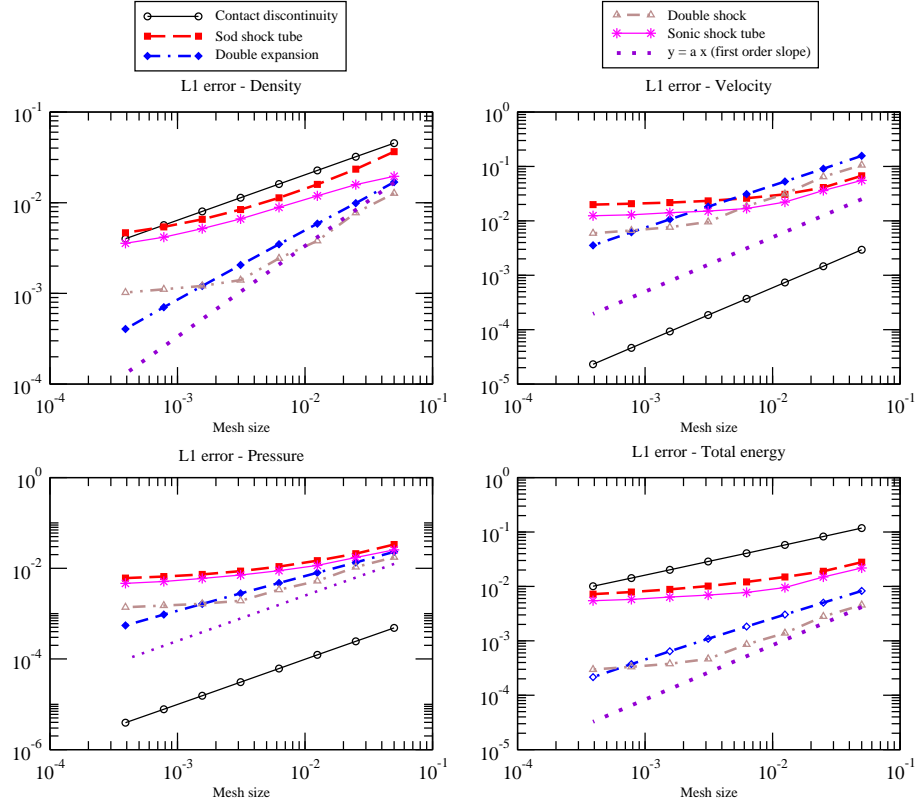 Contact discontinuity
Sod shock tube
Double expansion
Double shock
Sonic shock tube
y = a x (first order slope)
L1 error - Density
10^-1
10^-2
10^-3
10^-4
10^-4 10^-3 10^-2 10^-1
Mesh size
L1 error - Velocity
10^0
10^-1
10^-2
10^-3
10^-4
10^-5
10^-4 10^-3 10^-2 10^-1
Mesh size
L1 error - Pressure
10^0
10^-2
10^-4
10^-6
10^-4 10^-3 10^-2 10^-1
Mesh size
L1 error - Total energy
10^0
10^-1
10^-2
10^-3
10^-4
10^-5
10^-4 10^-3 10^-2 10^-1
Mesh size